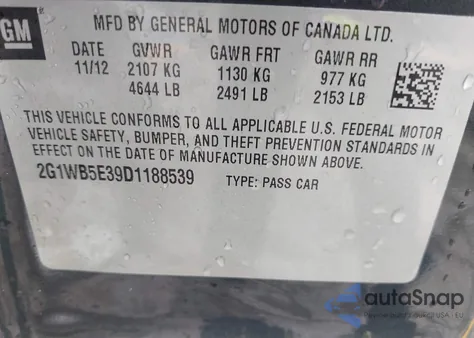 GM
MFD BY GENERAL MOTORS OF CANADA LTD.
DATE GVWR GAWR FRT GAWR RR
11/12 2107 KG 1130 KG 977 KG
4644 LB 2491 LB 2153 LB
THIS VEHICLE CONFORMS TO ALL APPLICABLE U.S. FEDERAL MOTOR
VEHICLE SAFETY, BUMPER, AND THEFT PREVENTION STANDARDS IN
EFFECT ON THE DATE OF MANUFACTURE SHOWN ABOVE.
2G1WB5E39D1188539 TYPE: PASS CAR
autoSnap